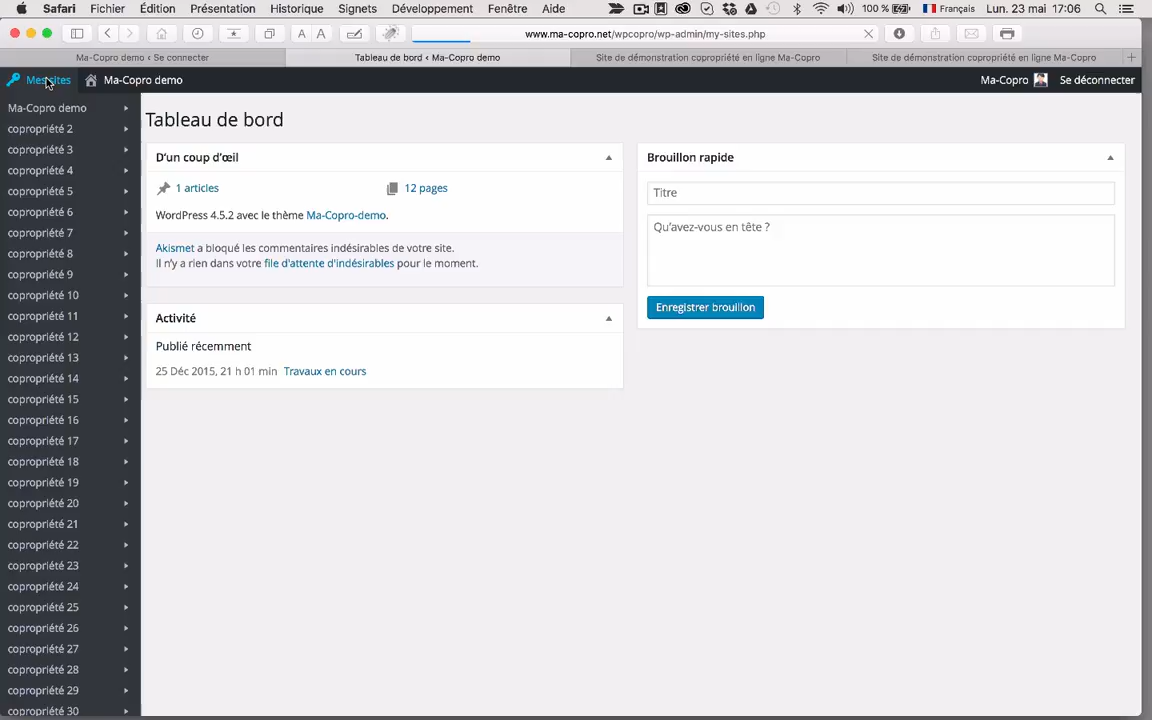 Safari Fichier Édition Présentation Historique Signets Développement Fenêtre Aide 100 % Français Lun. 23 mai 17:06
A A www.ma-copro.net/wpcopro/wp-admin/my-sites.php
Ma-Copro demo ‹ Se connecter Tableau de bord ‹ Ma-Copro demo Site de démonstration copropriété en ligne Ma-Copro Site de démonstration copropriété en ligne Ma-Copro
Mes sites Ma-Copro demo Ma-Copro Se déconnecter
Ma-Copro demo
copropriété 2
copropriété 3
copropriété 4
copropriété 5
copropriété 6
copropriété 7
copropriété 8
copropriété 9
copropriété 10
copropriété 11
copropriété 12
copropriété 13
copropriété 14
copropriété 15
copropriété 16
copropriété 17
copropriété 18
copropriété 19
copropriété 20
copropriété 21
copropriété 22
copropriété 23
copropriété 24
copropriété 25
copropriété 26
copropriété 27
copropriété 28
copropriété 29
copropriété 30
Tableau de bord
D'un coup d'œil
1 articles 12 pages
WordPress 4.5.2 avec le thème Ma-Copro-demo.
Akismet a bloqué les commentaires indésirables de votre site.
Il n'y a rien dans votre file d'attente d'indésirables pour le moment.
Activité
Publié récemment
25 Déc 2015, 21 h 01 min Travaux en cours
Brouillon rapide
Titre
Qu'avez-vous en tête ?
Enregistrer brouillon